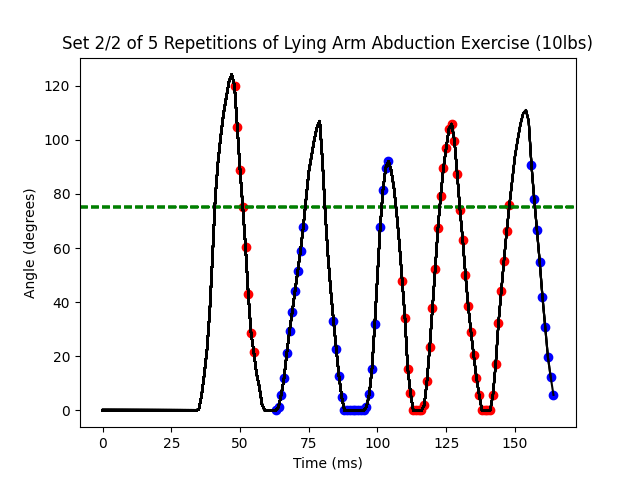 Set 2/2 of 5 Repetitions of Lying Arm Abduction Exercise (10lbs)
120
100
80
60
40
20
0
Angle (degrees)
0 25 50 75 100 125 150
Time (ms)